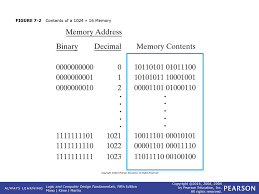 FIGURE 7-2 Contents of a 1024 × 16 Memory
Memory Address
Binary Decimal Memory Contents
0000000000 0 10110101 01011100
0000000001 1 10101011 10001001
0000000010 2 00001101 01000110
1111111101 1021 10011101 00010101
1111111110 1022 00001101 00011110
1111111111 1023 11011110 00100100
ALWAYS LEARNING
Logic and Computer Design Fundamentals, Fifth Edition
Mano | Kime | Martin
Copyright ©2016, 2008, 2004
by Pearson Education, Inc.
All rights reserved.
PEARSON